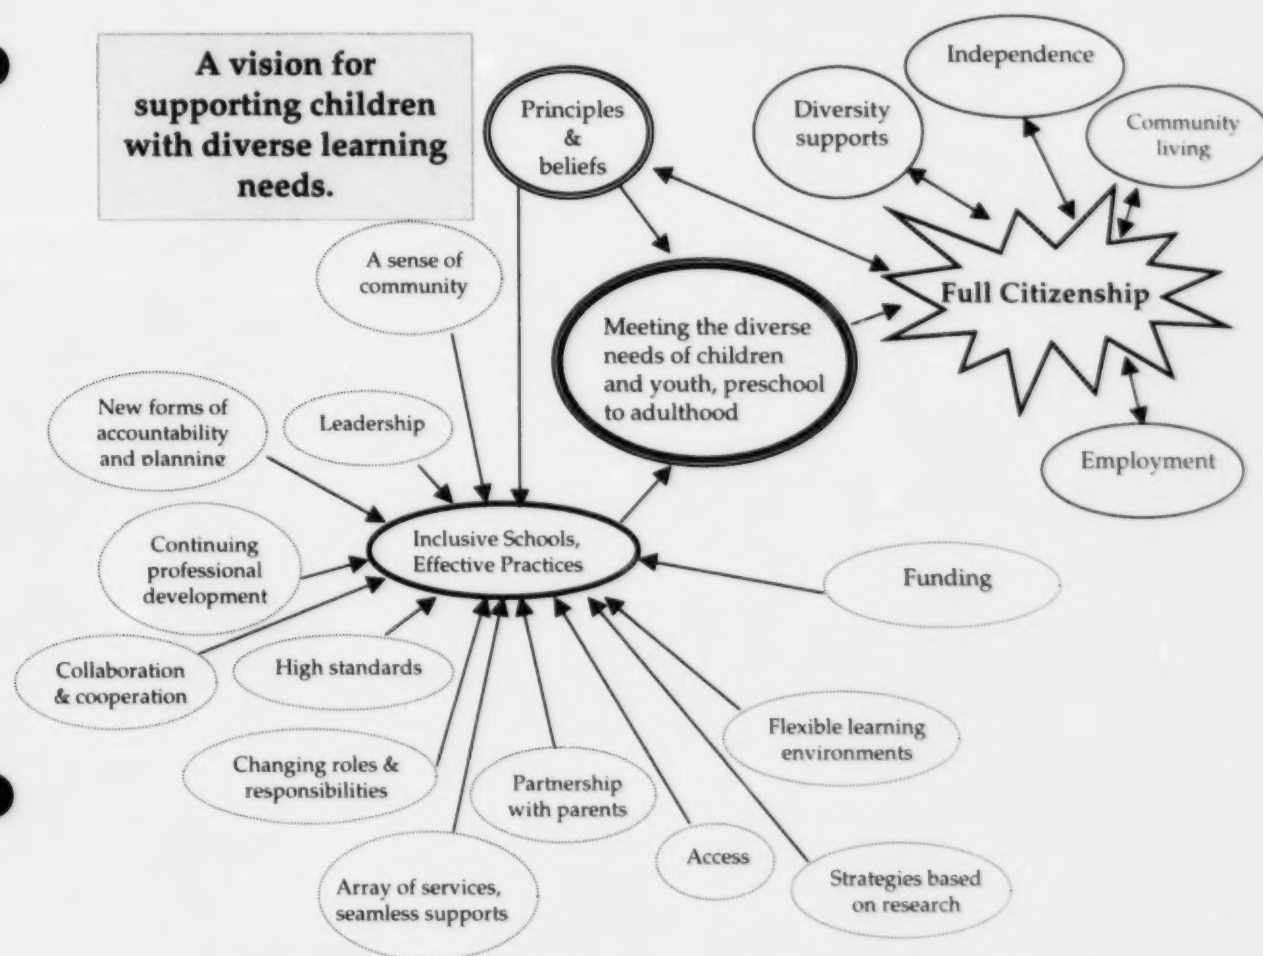 A vision for
supporting children
with diverse learning
needs.
Principles
&
beliefs
Diversity
supports
Independence
Community
living
A sense of
community
Full Citizenship
Meeting the diverse
needs of children
and youth, preschool
to adulthood
New forms of
accountability
and planning
Leadership
Employment
Inclusive Schools,
Effective Practices
Continuing
professional
development
Funding
Collaboration
& cooperation
High standards
Flexible learning
environments
Changing roles &
responsibilities
Partnership
with parents
Access
Array of services,
seamless supports
Strategies based
on research